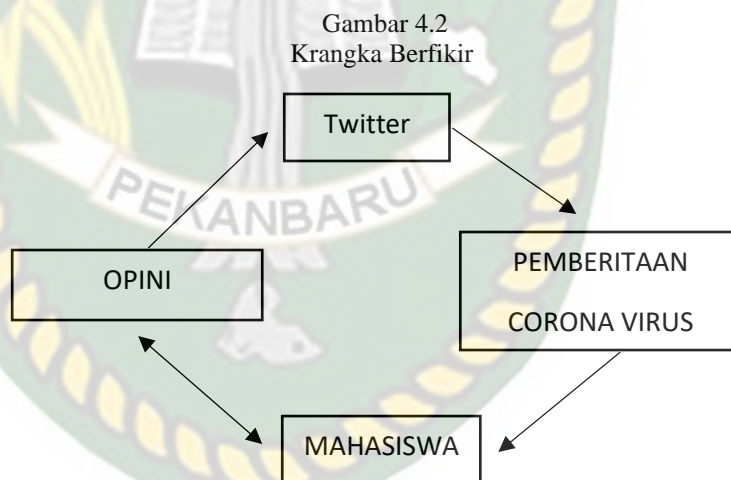 Gambar 4.2
Krangka Berfikir
Twitter
PEKANBARU
OPINI
PEMBERITAAN
CORONA VIRUS
MAHASISWA